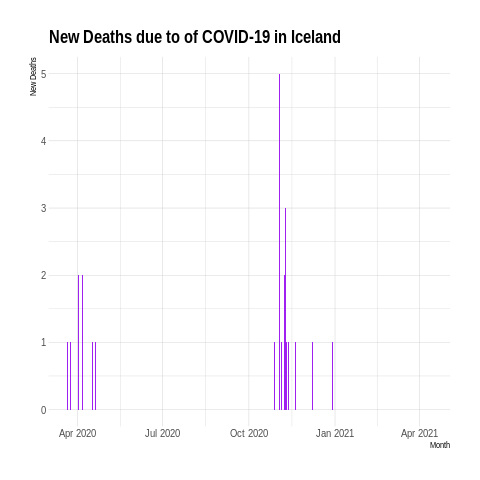 New Deaths due to of COVID-19 in Iceland
New Deaths
5
4
3
2
1
0
Apr 2020 Jul 2020 Oct 2020 Jan 2021 Apr 2021
Month